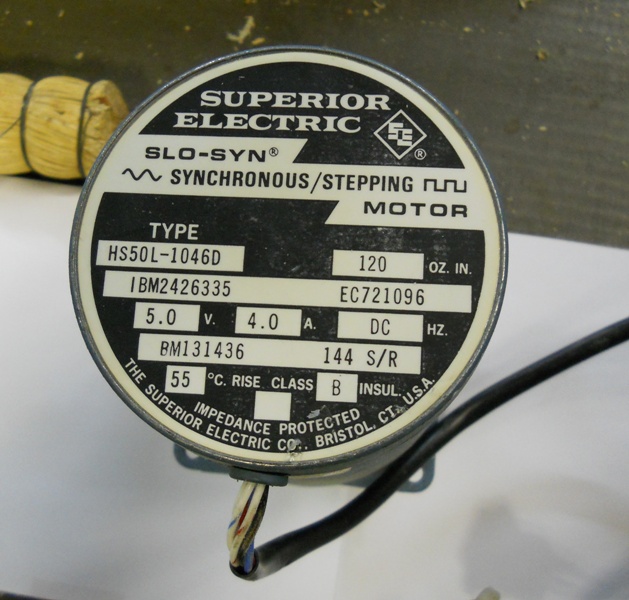 SUPERIOR
ELECTRIC
SE ®
SLO-SYN®
SYNCHRONOUS/STEPPING
MOTOR
TYPE
HS50L-1046D 120 OZ. IN.
IBM2426335 EC721096
5.0 V. 4.0 A. DC HZ.
BM131436 144 S/R
55 °C. RISE CLASS B INSUL.
IMPEDANCE PROTECTED
THE SUPERIOR ELECTRIC CO., BRISTOL, CT., U.S.A.